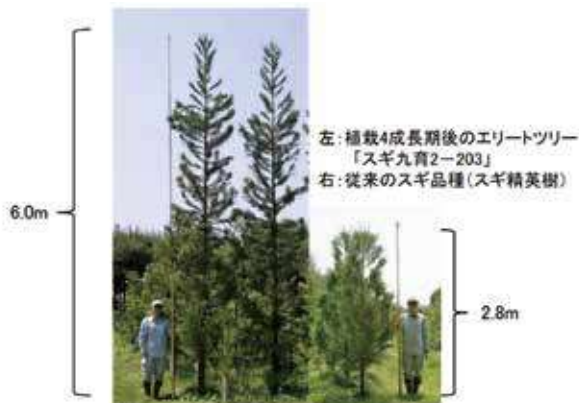 左：植栽4成長期後のエリートツリー
「スギ九育2－203」
右：従来のスギ品種（スギ精英樹）
6.0m
2.8m